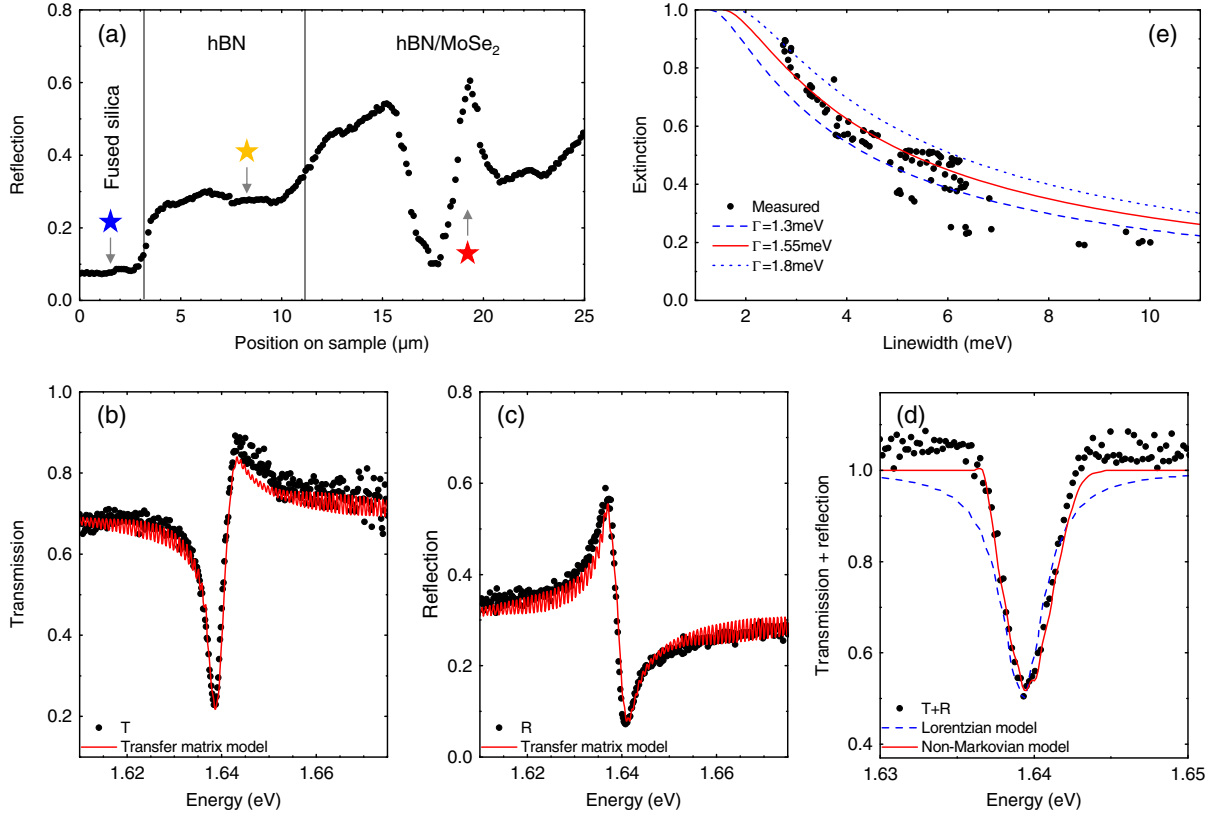 (a)
hBN
hBN/MoSe₂
Fused silica
0.8
0.6
0.4
0.2
0.0
Reflection
0 5 10 15 20 25
Position on sample (µm)
(e)
1.0
0.8
0.6
0.4
0.2
0.0
Extinction
Measured
Γ=1.3meV
Γ=1.55meV
Γ=1.8meV
2 4 6 8 10
Linewidth (meV)
(b)
1.0
0.8
0.6
0.4
0.2
Transmission
T
Transfer matrix model
1.62 1.64 1.66
Energy (eV)
(c)
0.8
0.6
0.4
0.2
0.0
Reflection
R
Transfer matrix model
1.62 1.64 1.66
Energy (eV)
(d)
1.0
0.8
0.6
0.4
Transmission + reflection
T+R
Lorentzian model
Non-Markovian model
1.63 1.64 1.65
Energy (eV)